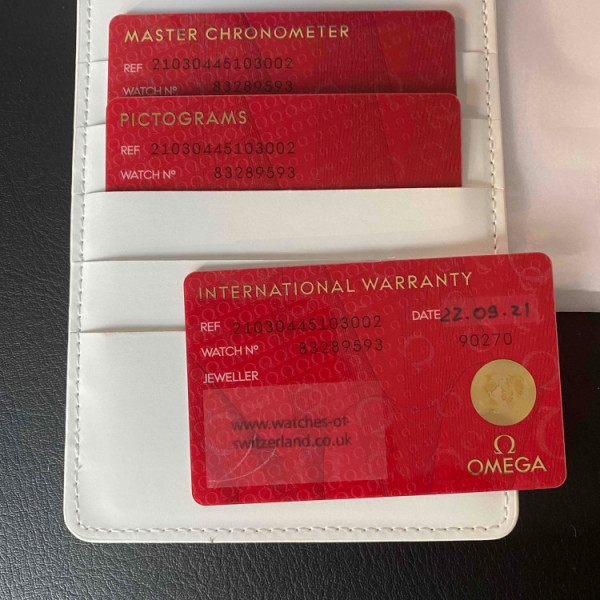 MASTER CHRONOMETER
REF 21030445103002
WATCH Nº 83289593
PICTOGRAMS
REF 21030445103002
WATCH Nº 83289593
INTERNATIONAL WARRANTY
REF 21030445103002 DATE 22.09.21
WATCH Nº 83289593 90270
JEWELLER
www.watches-of-
switzerland.co.uk
Ω
OMEGA